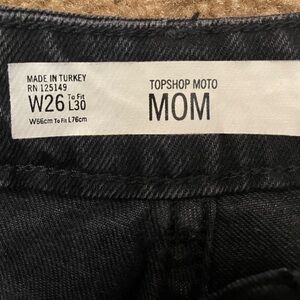 MADE IN TURKEY
RN 125149
W26 To Fit L30
W66cm To Fit L76cm
TOPSHOP MOTO
MOM